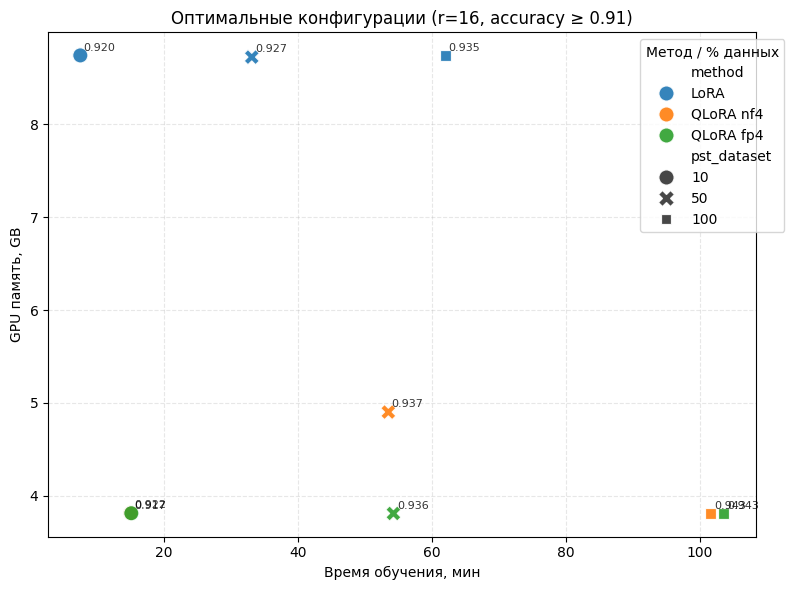 Оптимальные конфигурации (r=16, accuracy ≥ 0.91)
0.920
0.927
0.935
Метод / % данных
method
LoRA
QLoRA nf4
QLoRA fp4
pst_dataset
10
50
100
8
7
6
5
4
GPU память, GB
0.937
0.936
0.943
20
40
60
80
100
Время обучения, мин